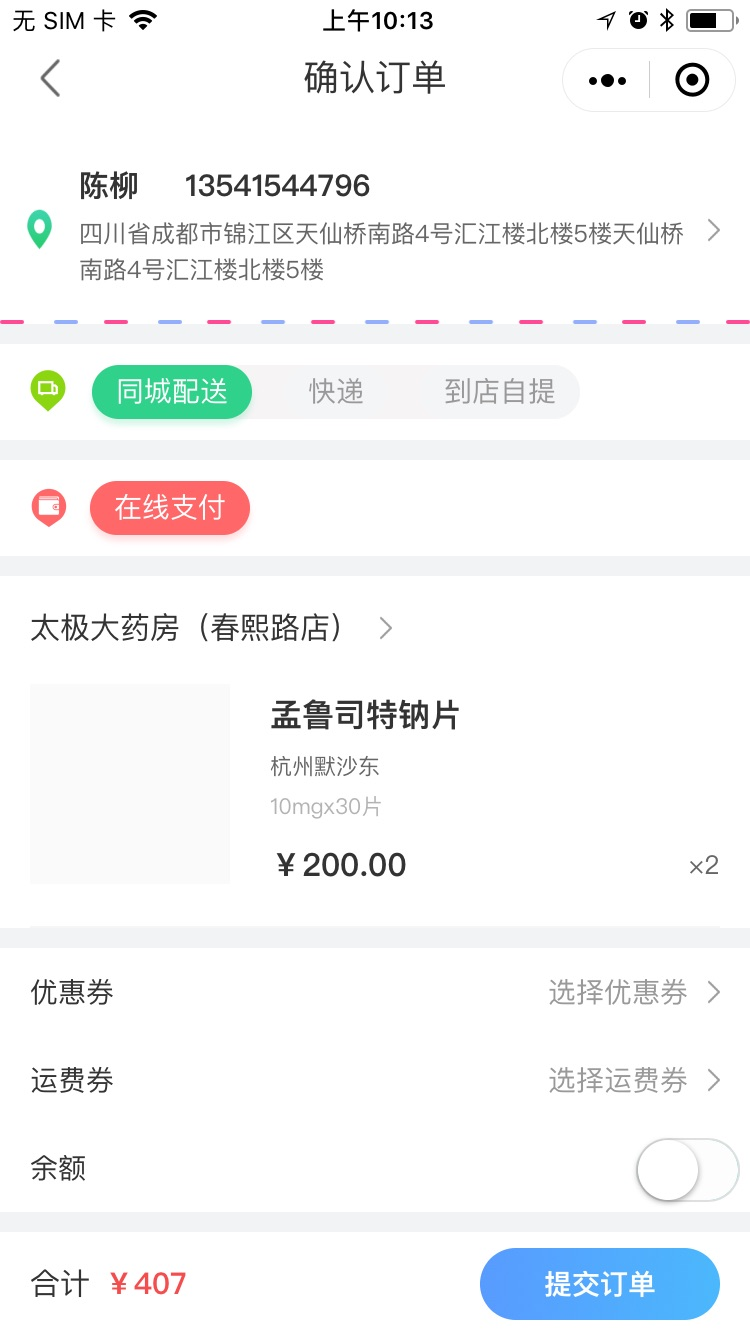 无 SIM 卡 上午10:13
确认订单
陈柳 13541544796
四川省成都市锦江区天仙桥南路4号汇江楼北楼5楼天仙桥
南路4号汇江楼北楼5楼
同城配送 快递 到店自提
在线支付
太极大药房（春熙路店）
孟鲁司特钠片
杭州默沙东
10mgx30片
¥200.00 ×2
优惠券 选择优惠券
运费券 选择运费券
余额
合计 ¥407 提交订单